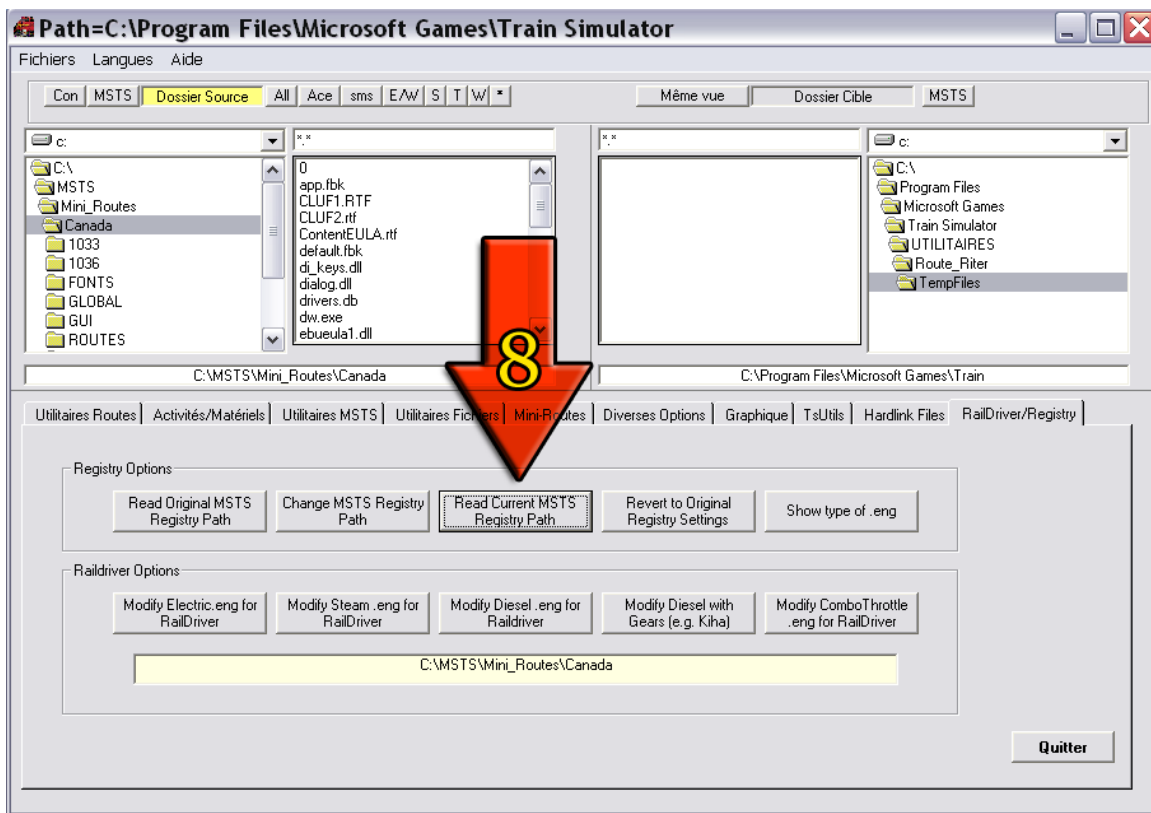 Path=C:\Program Files\Microsoft Games\Train Simulator
Fichiers Langues Aide
Con MSTS Dossier Source All Ace sms E/W S T W * Même vue Dossier Cible MSTS
c: *.* *.* c:
C:\
MSTS
Mini_Routes
Canada
1033
1036
FONTS
GLOBAL
GUI
ROUTES
0
app.fbk
CLUF1.RTF
CLUF2.rtf
ContentEULA.rtf
default.fbk
di_keys.dll
dialog.dll
drivers.db
dw.exe
ebueula1.dll
C:\
Program Files
Microsoft Games
Train Simulator
UTILITAIRES
Route_Riter
TempFiles
8
C:\MSTS\Mini_Routes\Canada C:\Program Files\Microsoft Games\Train
Utilitaires Routes Activités/Matériels Utilitaires MSTS Utilitaires Fichiers Mini-Routes Diverses Options Graphique TsUtils Hardlink Files RailDriver/Registry
Registry Options
Read Original MSTS
Registry Path
Change MSTS Registry
Path
Read Current MSTS
Registry Path
Revert to Original
Registry Settings
Show type of .eng
Raildriver Options
Modify Electric.eng for
RailDriver
Modify Steam .eng for
RailDriver
Modify Diesel .eng for
Raildriver
Modify Diesel with
Gears (e.g. Kiha)
Modify ComboThrottle
.eng for RailDriver
C:\MSTS\Mini_Routes\Canada
Quitter